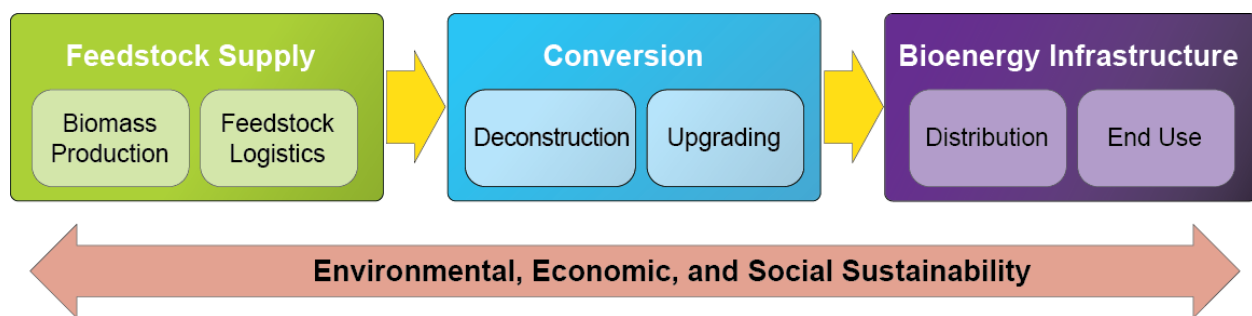 Feedstock Supply
Biomass
Production
Feedstock
Logistics
Conversion
Deconstruction
Upgrading
Bioenergy Infrastructure
Distribution
End Use
Environmental, Economic, and Social Sustainability